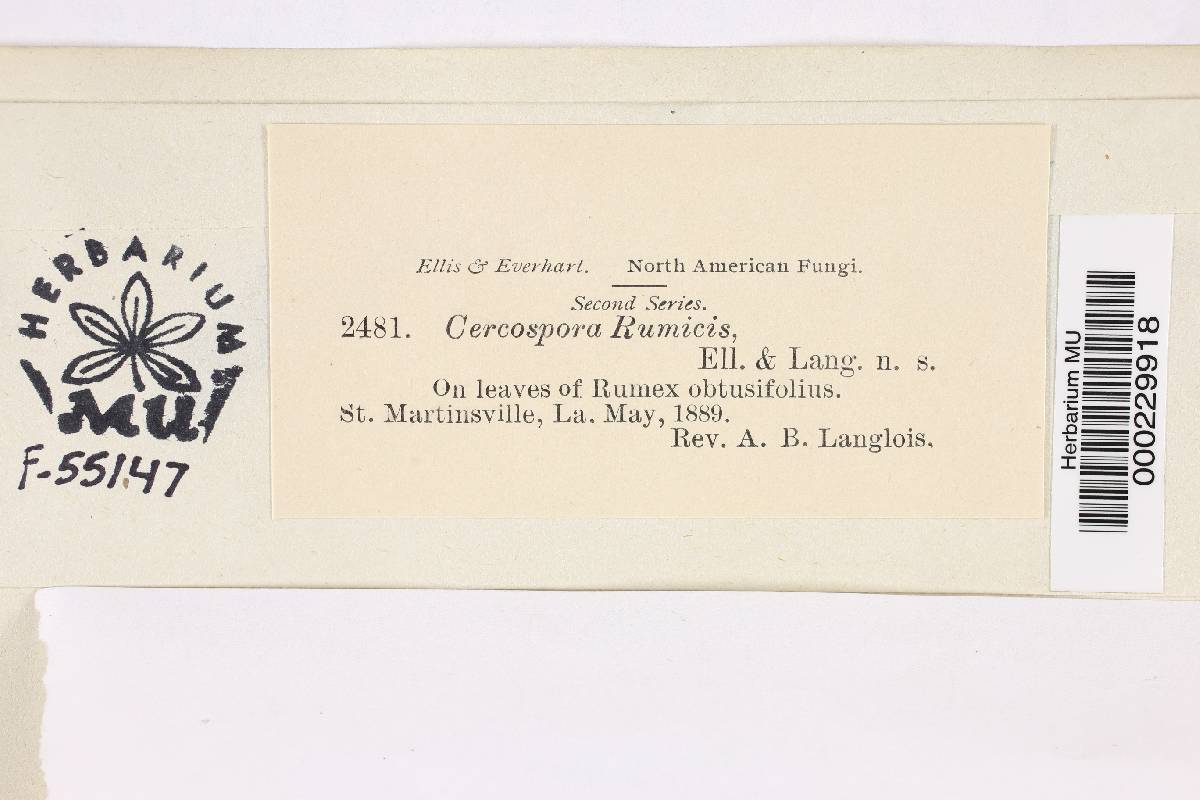 HERBARIUM
MU
F-55147
Ellis & Everhart. North American Fungi.
Second Series.
2481. Cercospora Rumicis,
Ell. & Lang. n. s.
On leaves of Rumex obtusifolius.
St. Martinsville, La. May, 1889.
Rev. A. B. Langlois.
Herbarium MU
000229918